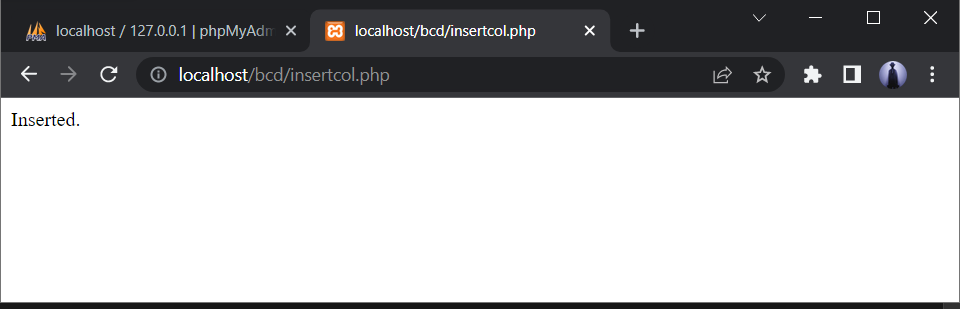 localhost / 127.0.0.1 | phpMyAdm
localhost/bcd/insertcol.php
localhost/bcd/insertcol.php
Inserted.